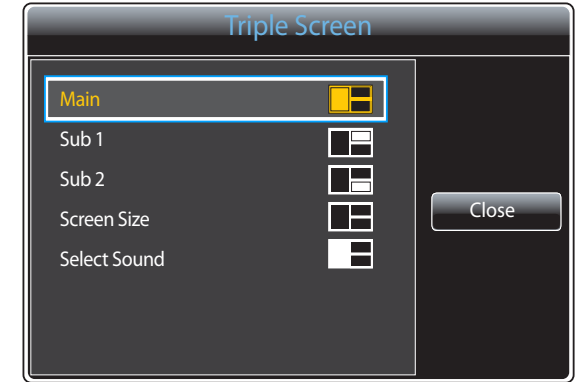 Triple Screen
Main
Sub 1
Sub 2
Screen Size
Select Sound
Close